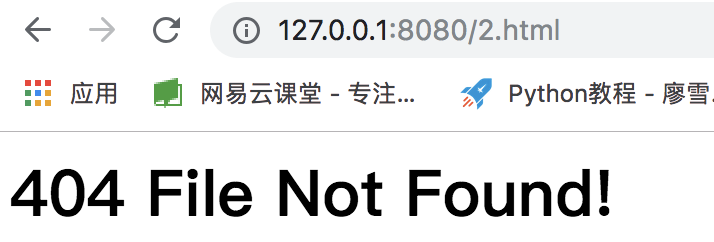 127.0.0.1:8080/2.html
应用 网易云课堂 - 专注... Python教程 - 廖雪.
404 File Not Found!